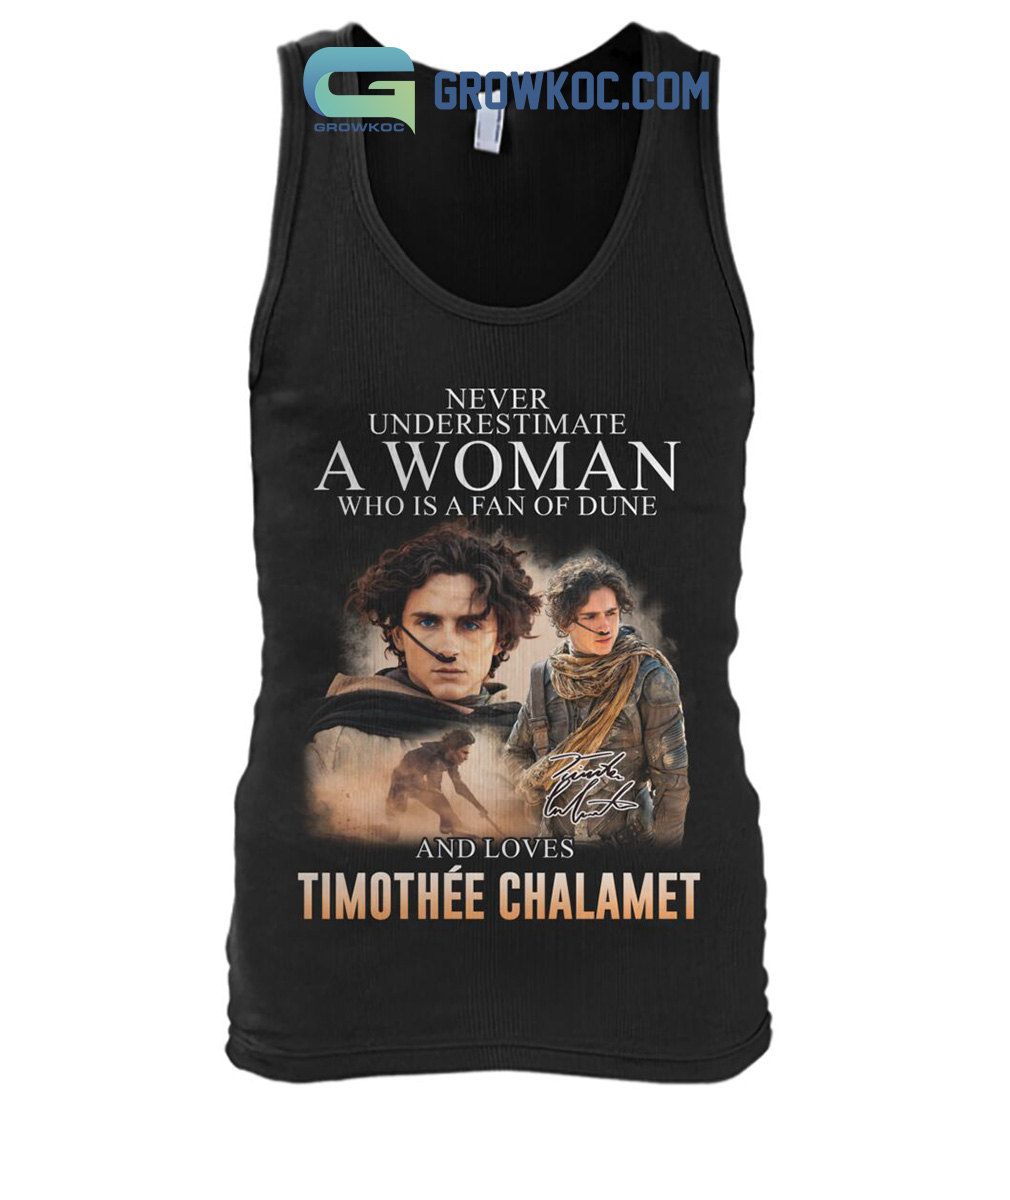 GROWKOC.COM
GROWKOC
NEVER
UNDERESTIMATE
A WOMAN
WHO IS A FAN OF DUNE
AND LOVES
TIMOTHÉE CHALAMET